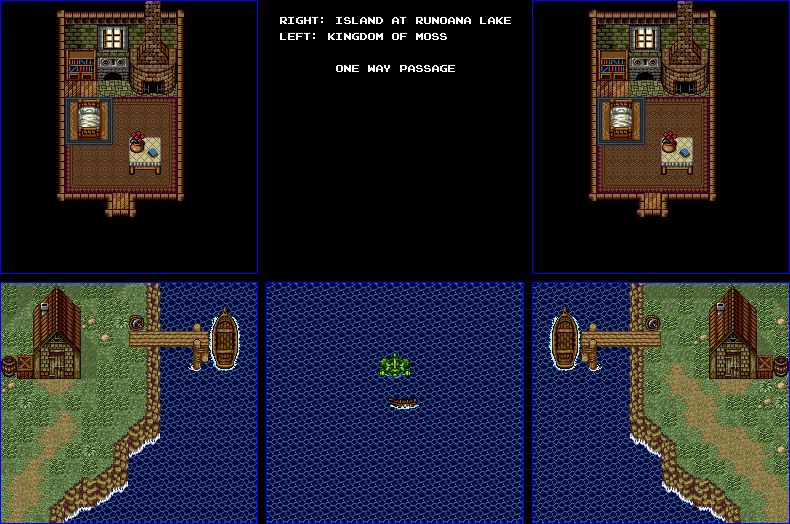 RIGHT: ISLAND AT RUNOANA LAKE
LEFT: KINGDOM OF MOSS
ONE WAY PASSAGE